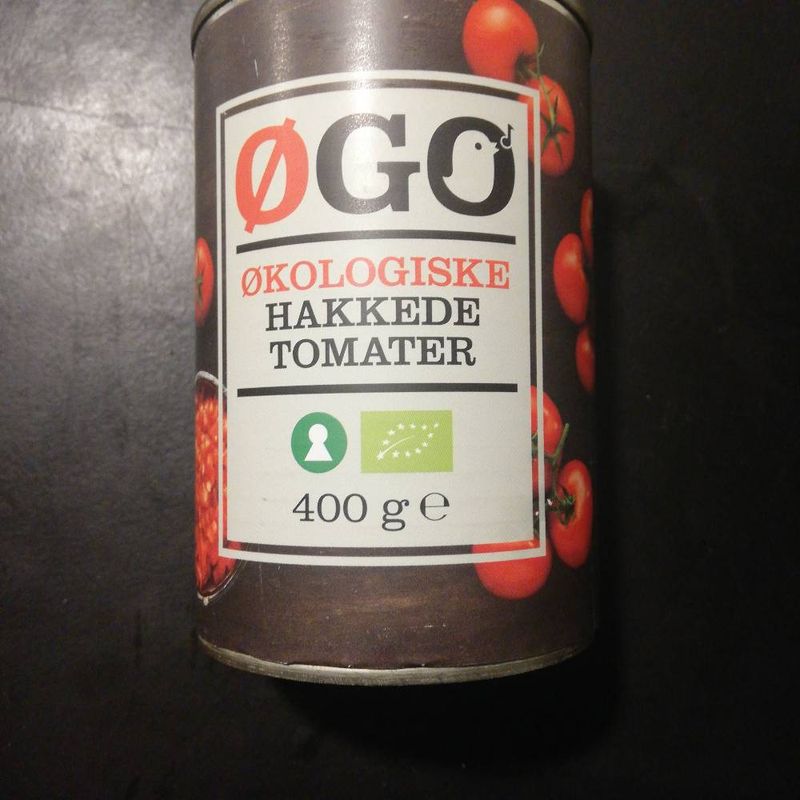 ØGO
ØKOLOGISKE
HAKKEDE
TOMATER
400 g ℮